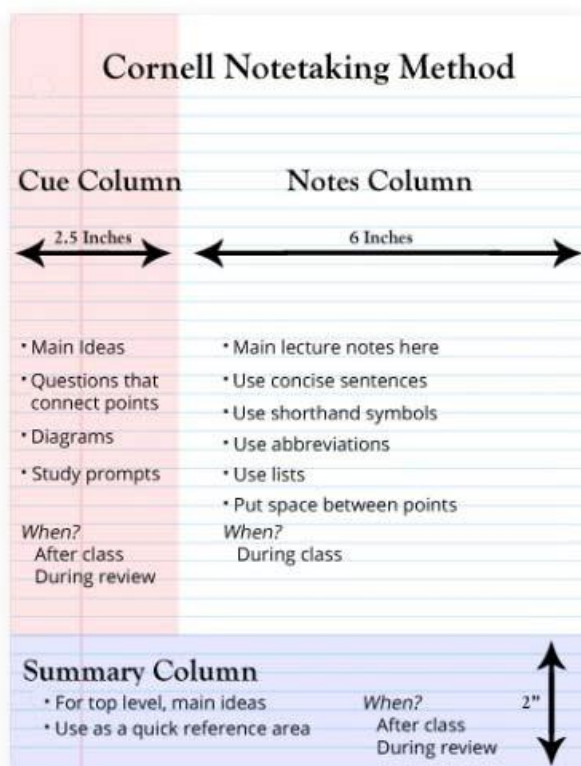 Cornell Notetaking Method
Cue Column
Notes Column
2.5 Inches
6 Inches
• Main Ideas
• Questions that
connect points
• Diagrams
• Study prompts
When?
After class
During review
• Main lecture notes here
• Use concise sentences
• Use shorthand symbols
• Use abbreviations
• Use lists
• Put space between points
When?
During class
Summary Column
• For top level, main ideas
• Use as a quick reference area
When?
After class
During review
2”